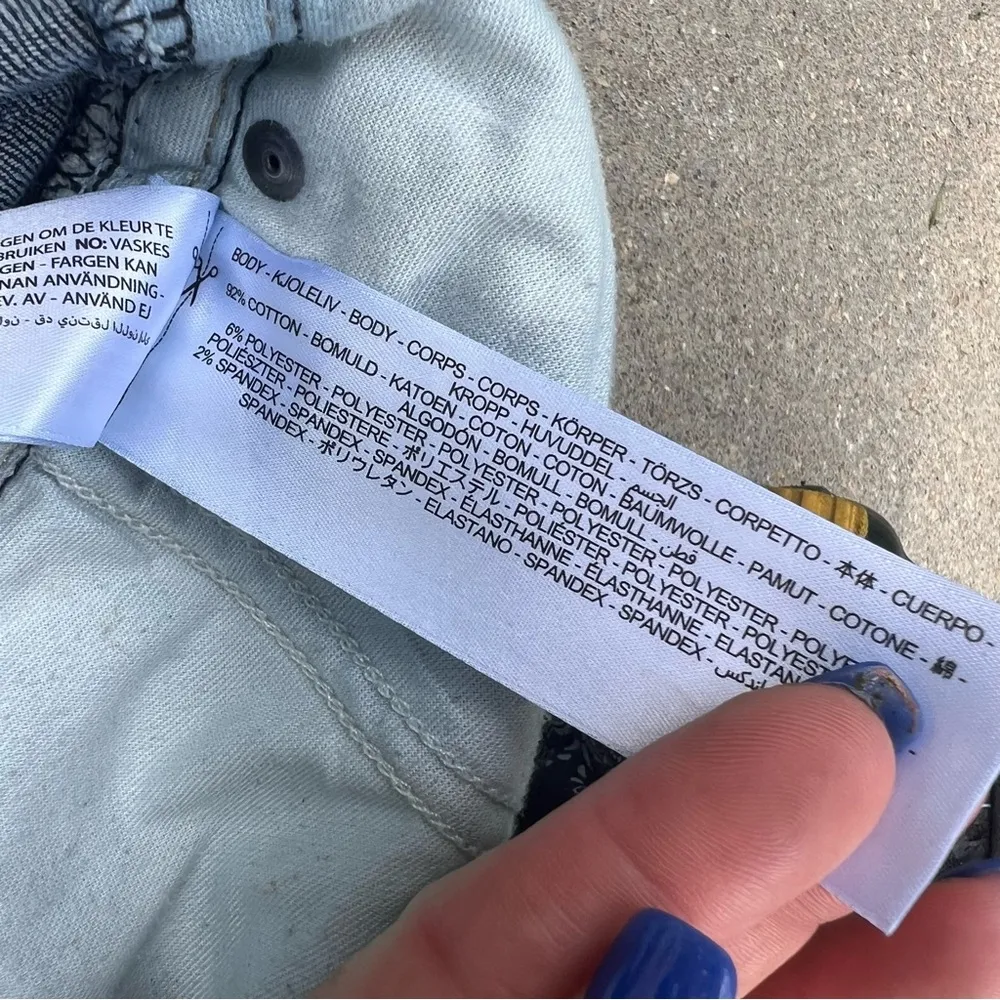 GEN OM DE KLEUR TE
BRUIKEN NO: VASKES
GEN - FARGEN KAN
NAN ANVÄNDNING -
EV. AV - ANVÄND EJ
BODY - KJOLELIV - BODY - CORPS - CORPS - KÖRPER - TÖRZS - CORPETTO - 本体 - CUERPO -
KROPP - HUVUDDEL - الجسم
92% COTTON - BOMULD - KATOEN - COTON - COTON - BAUMWOLLE - PAMUT - COTONE - 綿 -
ALGODÓN - BOMULL - BOMULL - قطن
6% POLYESTER - POLYESTER - POLYESTER - POLYESTER - POLYESTER - POLYE
POLIÉSZTER - POLIESTERE - ポリエステル - POLIÉSTER - POLYESTER - POLYEST
2% SPANDEX - SPANDEX - SPANDEX - ÉLASTHANNE - ÉLASTHANNE - ELASTAN
SPANDEX - ポリウレタン - ELASTANO - SPANDEX - SPANDEX -